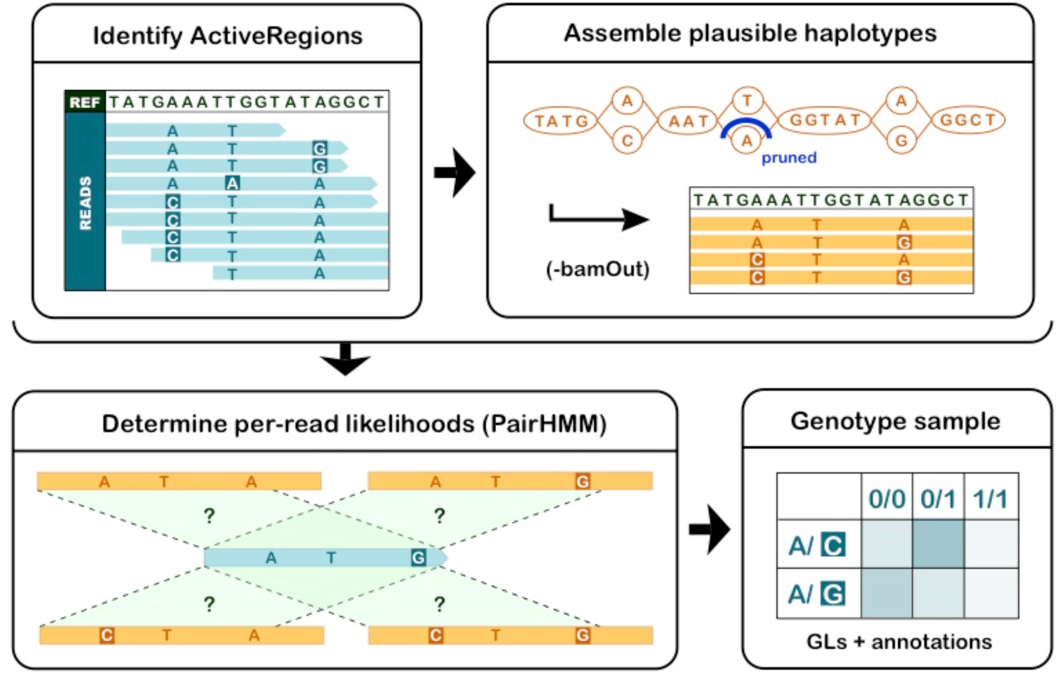 Identify ActiveRegions
REF TATGAAATTGGTATAGGCT
READS
A T
A T G
A T G
A A A
C T A
C T A
C T A
C T A
T A
Assemble plausible haplotypes
A T A
TATG AAT GGTAT GGCT
C A G
pruned
(-bamOut)
TATGAAATTGGTATAGGCT
A T A
A T G
C T A
C T G
Determine per-read likelihoods (PairHMM)
A T A A T G
? ?
A T G
? ?
C T A C T G
Genotype sample
0/0 0/1 1/1
A/ C
A/ G
GLs + annotations